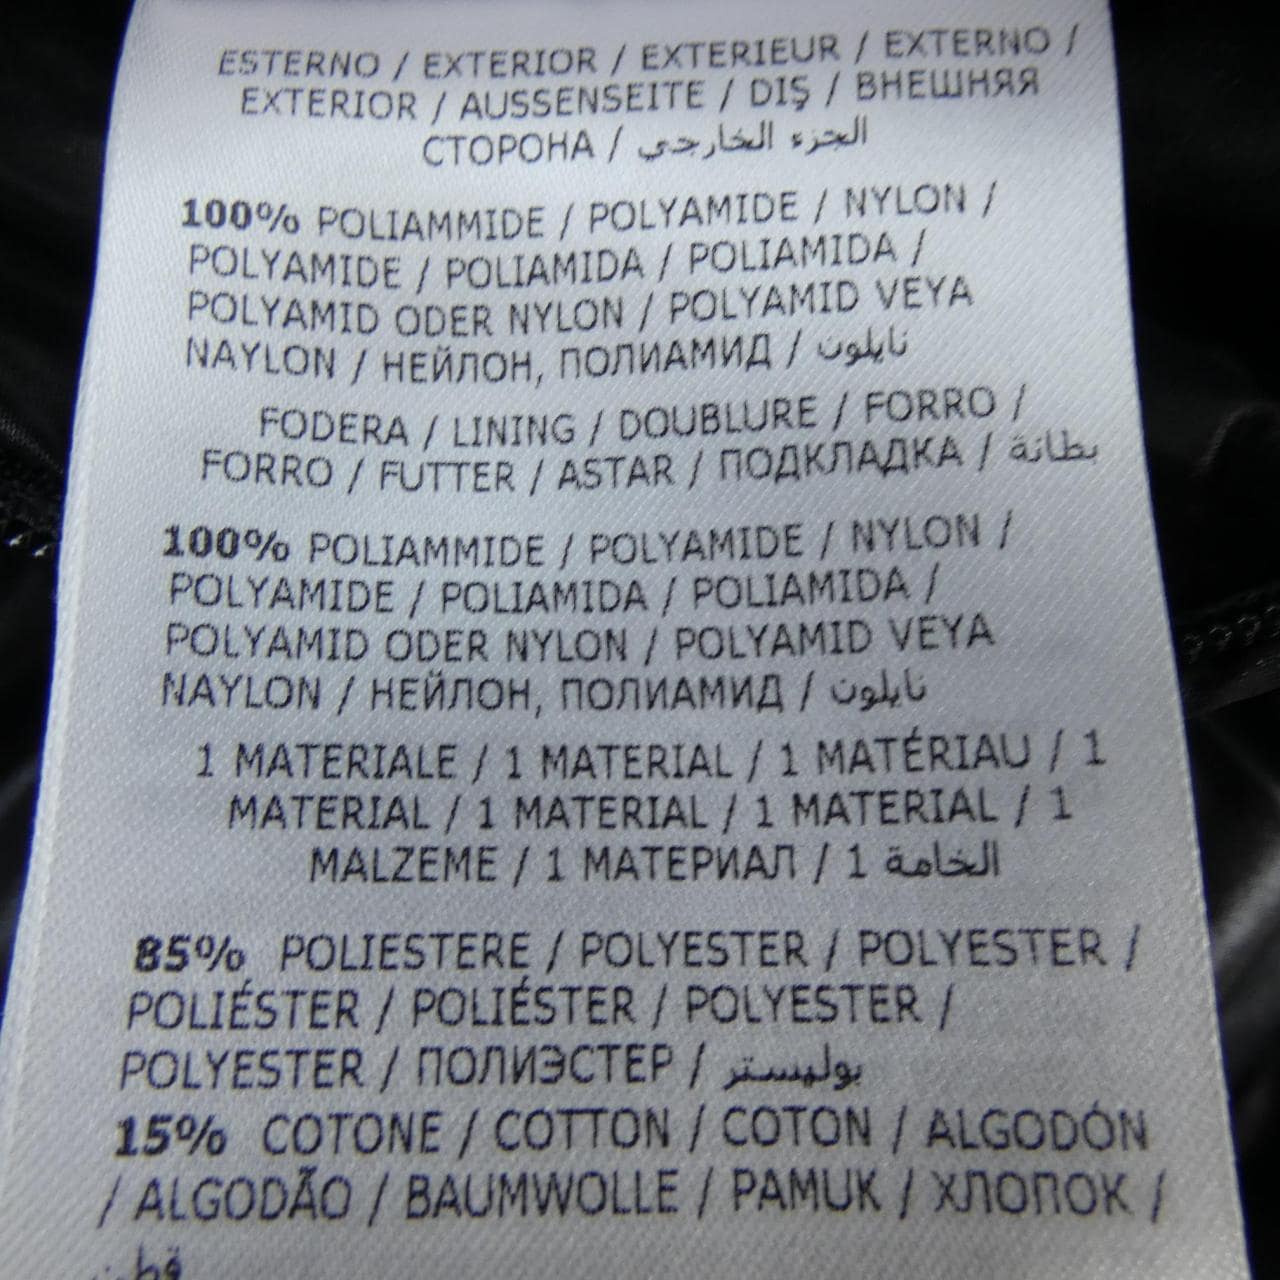 ESTERNO / EXTERIOR / EXTERIEUR / EXTERNO /
EXTERIOR / AUSSENSEITE / DIŞ / ВНЕШНЯЯ
СТОРОНА / الجزء الخارجي
100% POLIAMMIDE / POLYAMIDE / NYLON /
POLYAMIDE / POLIAMIDA / POLIAMIDA /
POLYAMID ODER NYLON / POLYAMID VEYA
NAYLON / НЕЙЛОН, ПОЛИАМИД / نايلون
FODERA / LINING / DOUBLURE / FORRO /
FORRO / FUTTER / ASTAR / ПОДКЛАДКА / بطانة
100% POLIAMMIDE / POLYAMIDE / NYLON /
POLYAMIDE / POLIAMIDA / POLIAMIDA /
POLYAMID ODER NYLON / POLYAMID VEYA
NAYLON / НЕЙЛОН, ПОЛИАМИД / نايلون
1 MATERIALE / 1 MATERIAL / 1 MATÉRIAU / 1
MATERIAL / 1 MATERIAL / 1 MATERIAL / 1
MALZEME / 1 МАТЕРИАЛ / 1 الخامة
85% POLIESTERE / POLYESTER / POLYESTER /
POLIÉSTER / POLIÉSTER / POLYESTER /
POLYESTER / ПОЛИЭСТЕР / بوليستر
15% COTONE / COTTON / COTON / ALGODÓN
/ ALGODÃO / BAUMWOLLE / PAMUK / ХЛОПОК /
قطن